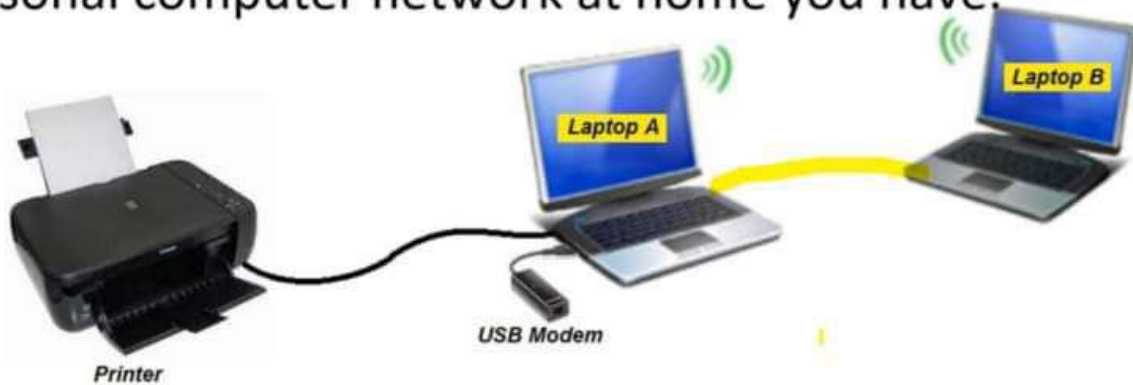 sonal computer network at home you have:
Laptop B
Laptop A
USB Modem
Printer